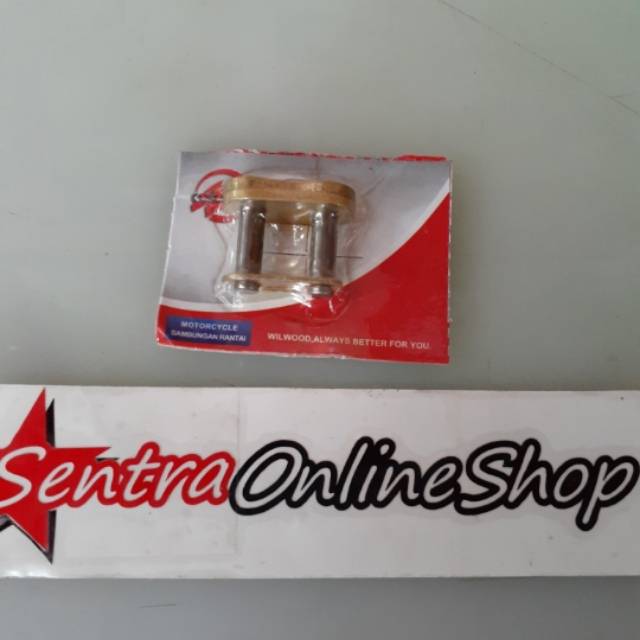 MOTORCYCLE
SAMBUNGAN RANTAI
WILWOOD,ALWAYS BETTER FOR YOU.
SentraOnlineShop